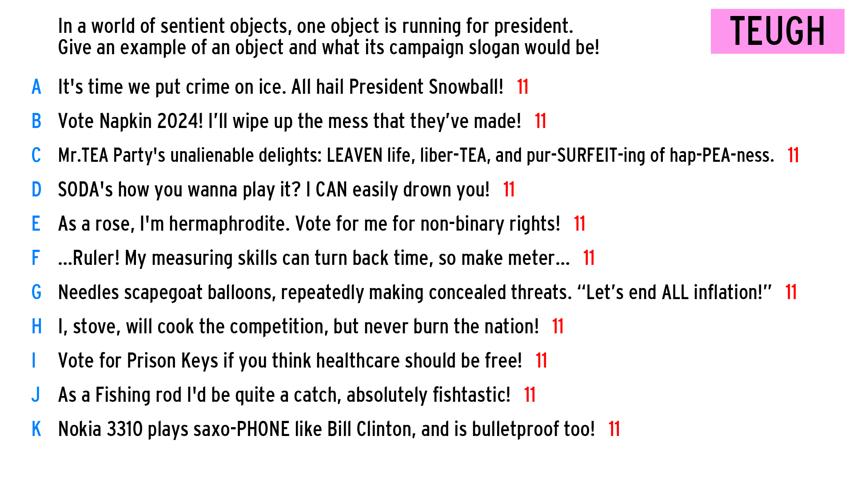 In a world of sentient objects, one object is running for president.
Give an example of an object and what its campaign slogan would be!
TEUGH
A It's time we put crime on ice. All hail President Snowball! 11
B Vote Napkin 2024! I’ll wipe up the mess that they’ve made! 11
C Mr.TEA Party's unalienable delights: LEAVEN life, liber-TEA, and pur-SURFEIT-ing of hap-PEA-ness. 11
D SODA's how you wanna play it? I CAN easily drown you! 11
E As a rose, I'm hermaphrodite. Vote for me for non-binary rights! 11
F ...Ruler! My measuring skills can turn back time, so make meter... 11
G Needles scapegoat balloons, repeatedly making concealed threats. “Let’s end ALL inflation!” 11
H I, stove, will cook the competition, but never burn the nation! 11
I Vote for Prison Keys if you think healthcare should be free! 11
J As a Fishing rod I'd be quite a catch, absolutely fishtastic! 11
K Nokia 3310 plays saxo-PHONE like Bill Clinton, and is bulletproof too! 11